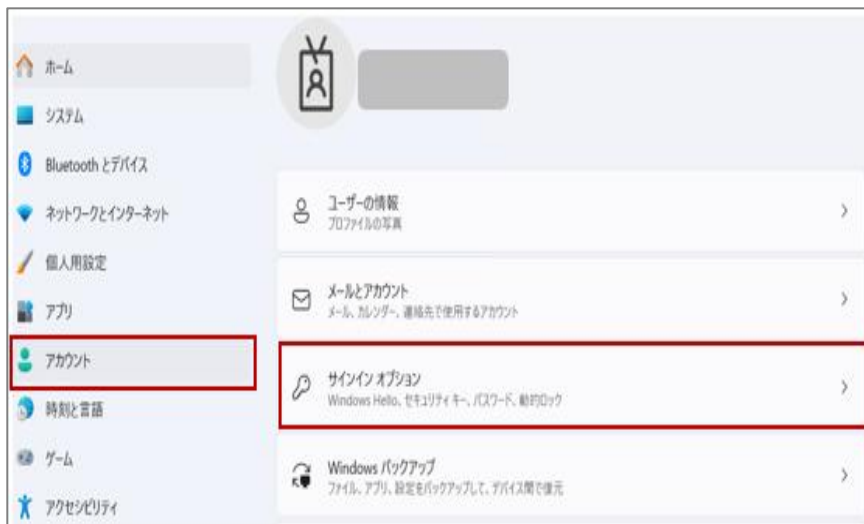 ホーム
システム
Bluetooth とデバイス
ネットワークとインターネット
個人用設定
アプリ
アカウント
時刻と言語
ゲーム
アクセシビリティ
ユーザーの情報
プロファイルの写真
メールとアカウント
メール、カレンダー、連絡先で使用するアカウント
サインイン オプション
Windows Hello、セキュリティ キー、パスワード、動的ロック
Windows バックアップ
ファイル、アプリ、設定をバックアップして、デバイス間で復元